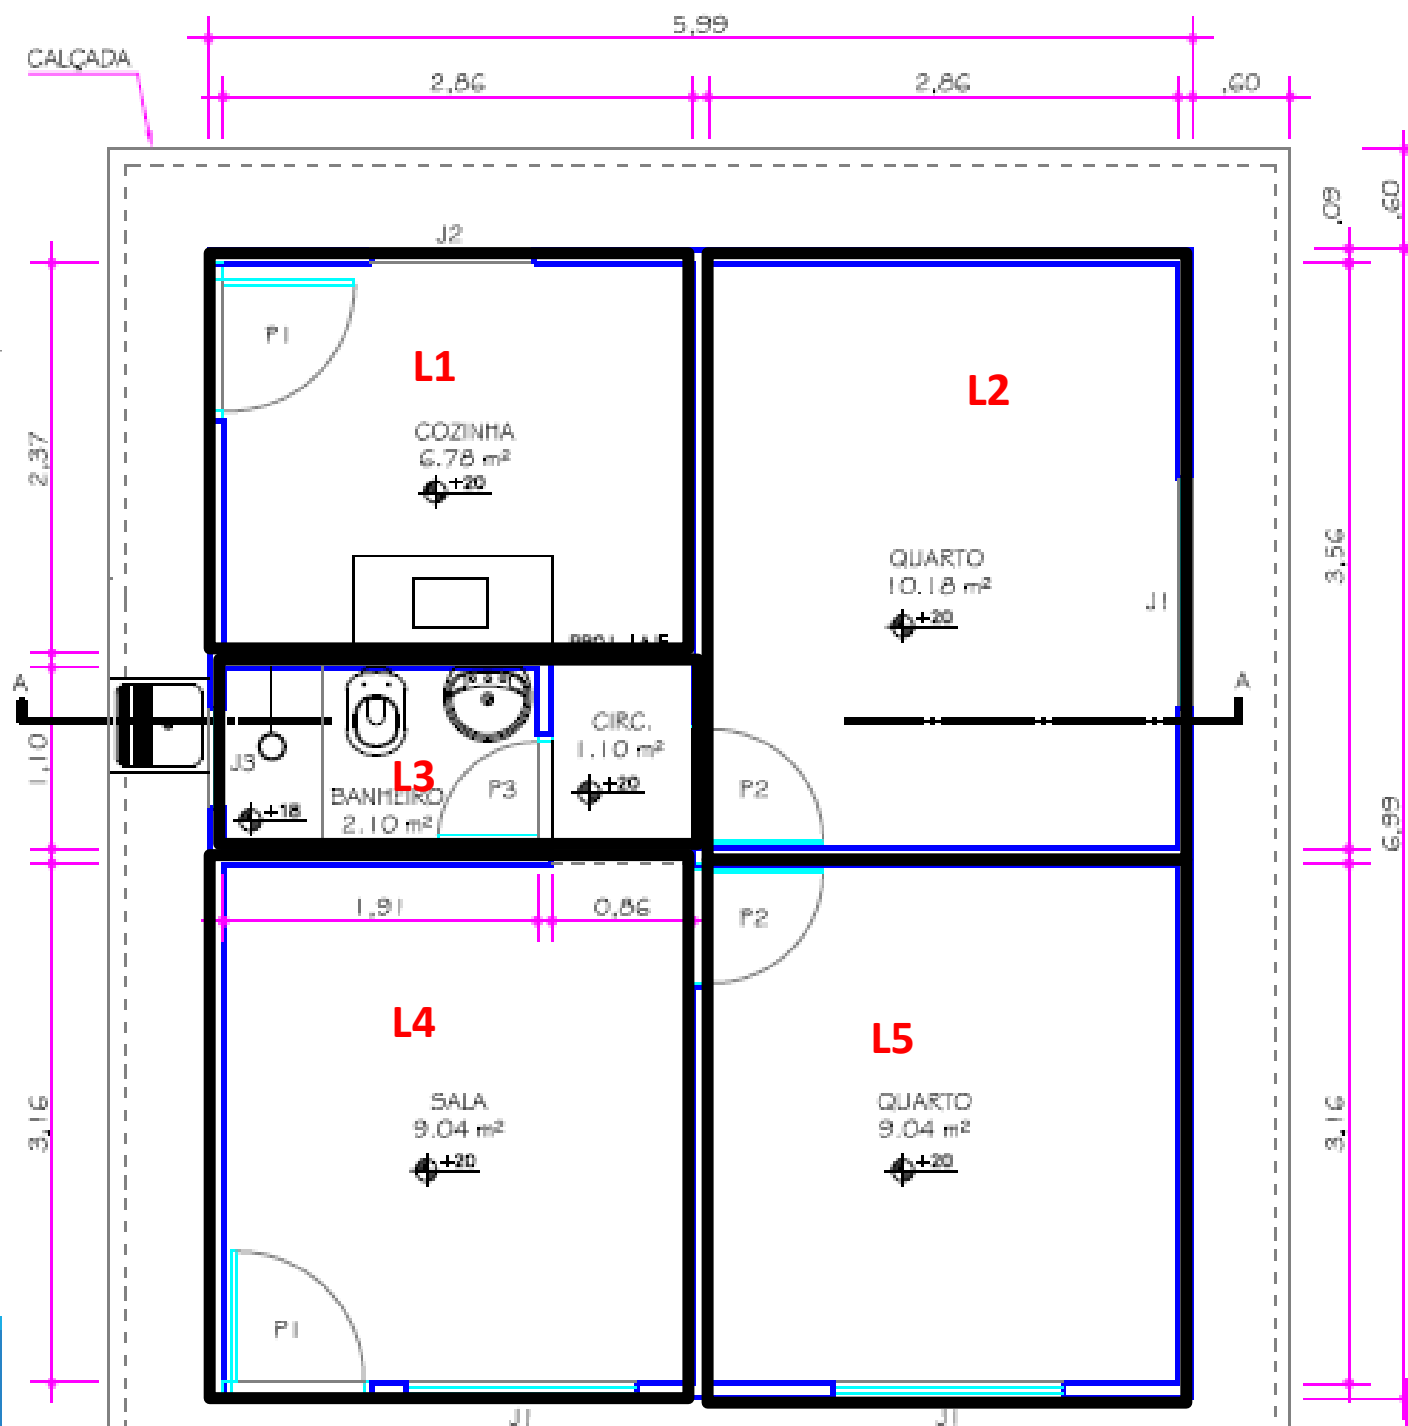 5,99
CALÇADA
2,86
2,86
,60
,09
,60
J2
P1
L1
L2
COZINHA
6.78 m²
+20
2,37
QUARTO
10.18 m²
+20
3,56
J1
PROJ. LAJE
A
A
CIRC.
1.10 m²
+20
1,10
J3
L3
P3
P2
BANHEIRO
2.10 m²
+18
6,99
1,91
0,86
P2
L4
L5
SALA
9.04 m²
+20
QUARTO
9.04 m²
+20
3,16
3,16
P1
J1
J1